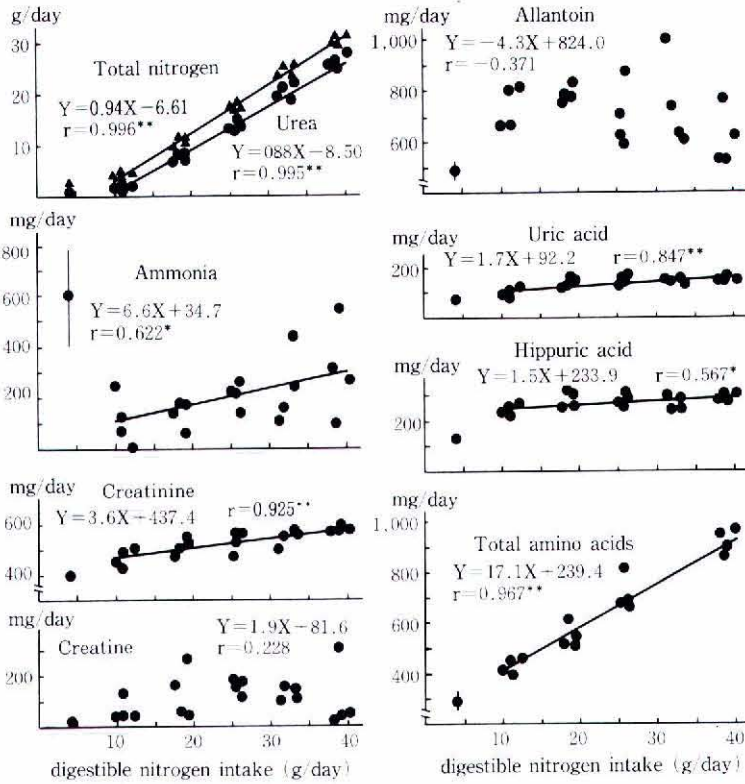 g/day
30
20
10
0
Total nitrogen
Y=0.94X−6.61
r=0.996**
Urea
Y=088X−8.50
r=0.995**
mg/day
800
600
400
200
Ammonia
Y=6.6X+34.7
r=0.622*
mg/day
600
400
Creatinine
Y=3.6X+437.4
r=0.925**
mg/day
200
Creatine
Y=1.9X+81.6
r=0.228
10 20 30 40
digestible nitrogen intake (g/day)
mg/day
1,000
800
600
Allantoin
Y=−4.3X+824.0
r=−0.371
mg/day
200
Uric acid
Y=1.7X+92.2 r=0.847**
Hippuric acid
mg/day
Y=1.5X+233.9 r=0.567*
200
mg/day
1,000
800
600
400
Total amino acids
Y=17.1X+239.4
r=0.967**
10 20 30 40
digestible nitrogen intake (g/day)